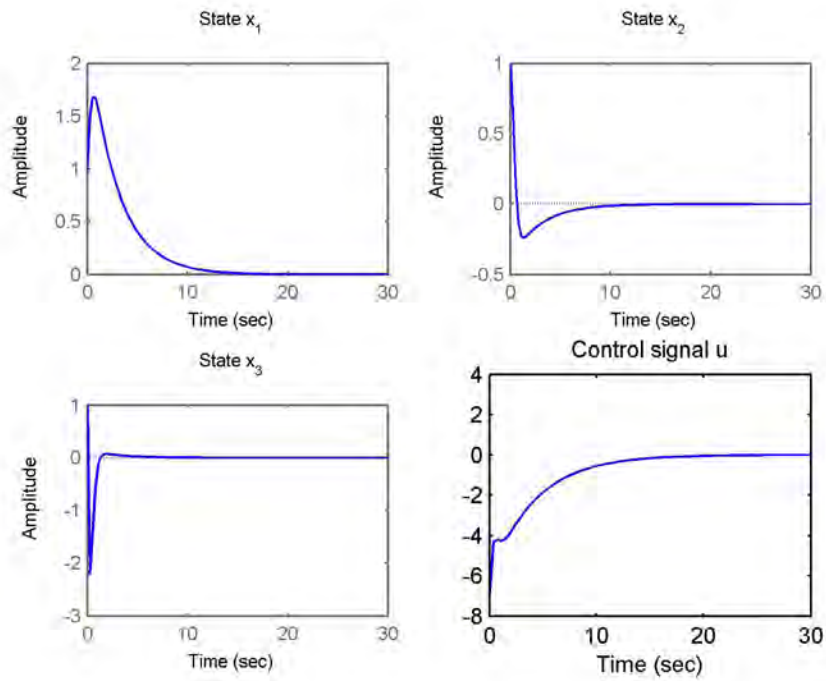 State x₁
2
1.5
1
0.5
0
Amplitude
0 10 20 30
Time (sec)
State x₂
1
0.5
0
-0.5
Amplitude
0 10 20 30
Time (sec)
State x₃
1
0
-1
-2
-3
Amplitude
0 10 20 30
Time (sec)
Control signal u
4
2
0
-2
-4
-6
-8
0 10 20 30
Time (sec)